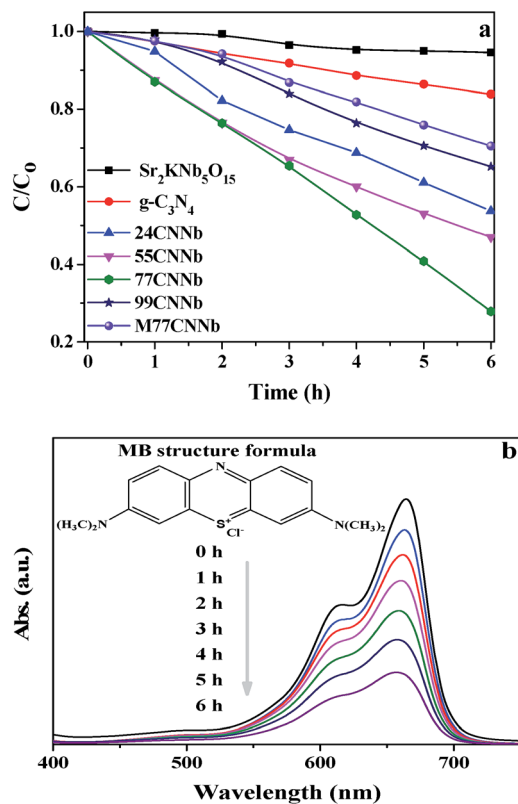 a
1.0
0.8
0.6
0.4
0.2
C/C₀
Sr₂KNb₅O₁₅
g-C₃N₄
24CNNb
55CNNb
77CNNb
99CNNb
M77CNNb
0 1 2 3 4 5 6
Time (h)
b
MB structure formula
N
(H₃C)₂N
S⁺
Cl⁻
N(CH₃)₂
0 h
1 h
2 h
3 h
4 h
5 h
6 h
Abs. (a.u.)
400 500 600 700
Wavelength (nm)